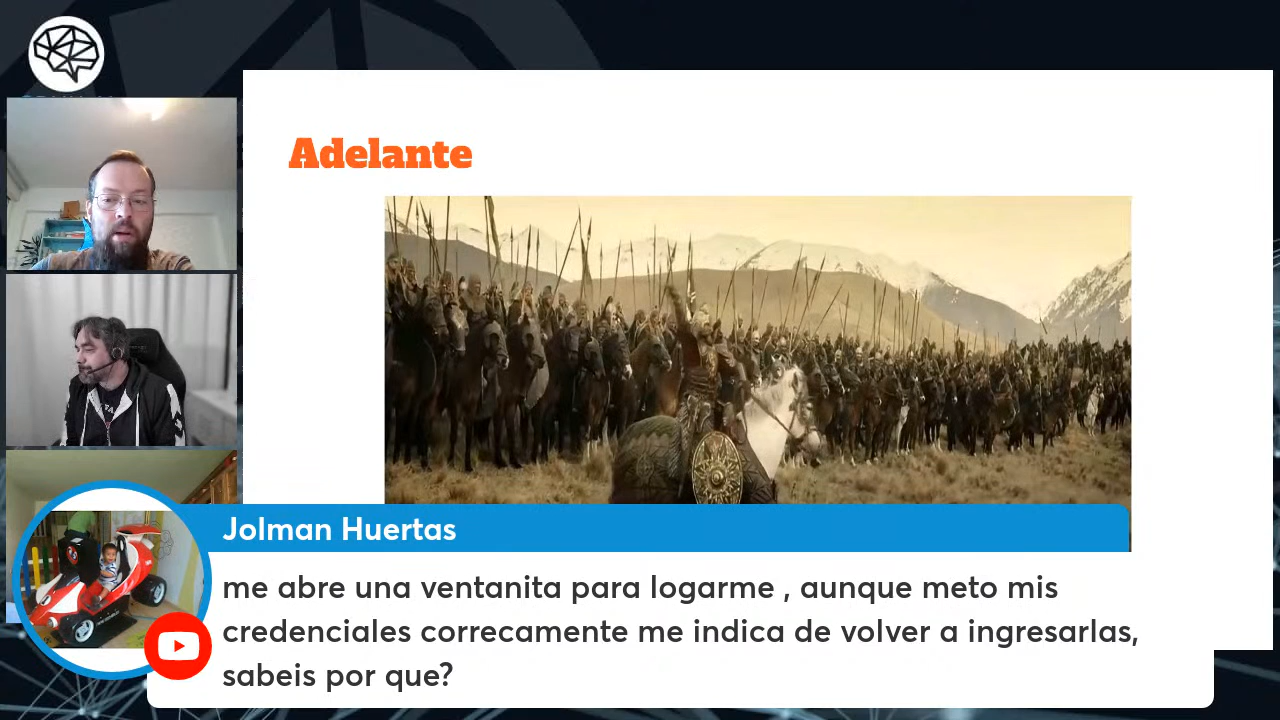 Adelante
Jolman Huertas
me abre una ventanita para logarme , aunque meto mis
credenciales correcamente me indica de volver a ingresarlas,
sabeis por que?